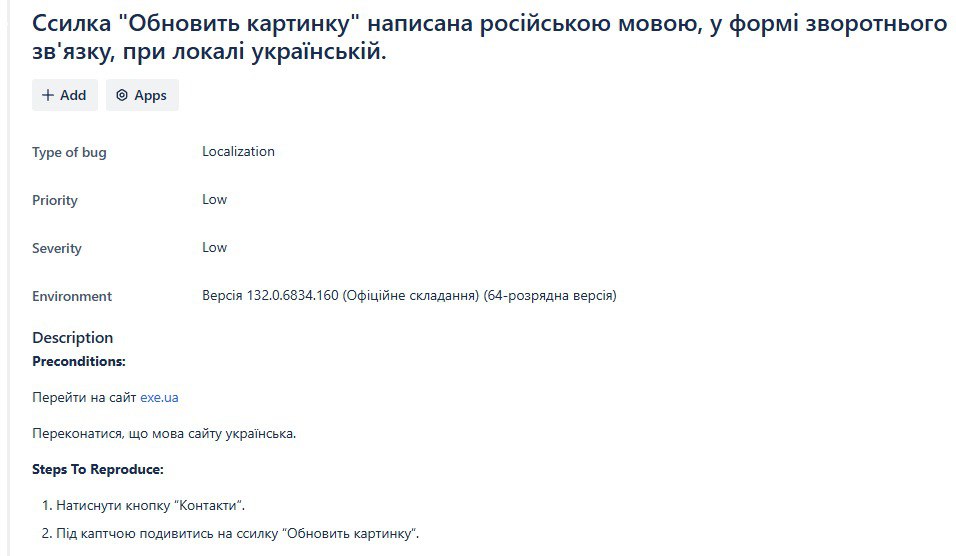 Ссилка "Обновить картинку" написана російською мовою, у формі зворотнього
зв'язку, при локалі українській.
Add Apps
Type of bug Localization
Priority Low
Severity Low
Environment Версія 132.0.6834.160 (Офіційне складання) (64-розрядна версія)
Description
Preconditions:
Перейти на сайт exe.ua
Переконатися, що мова сайту українська.
Steps To Reproduce:
1. Натиснути кнопку “Контакти“.
2. Під каптчою подивитись на ссилку “Обновить картинку“.